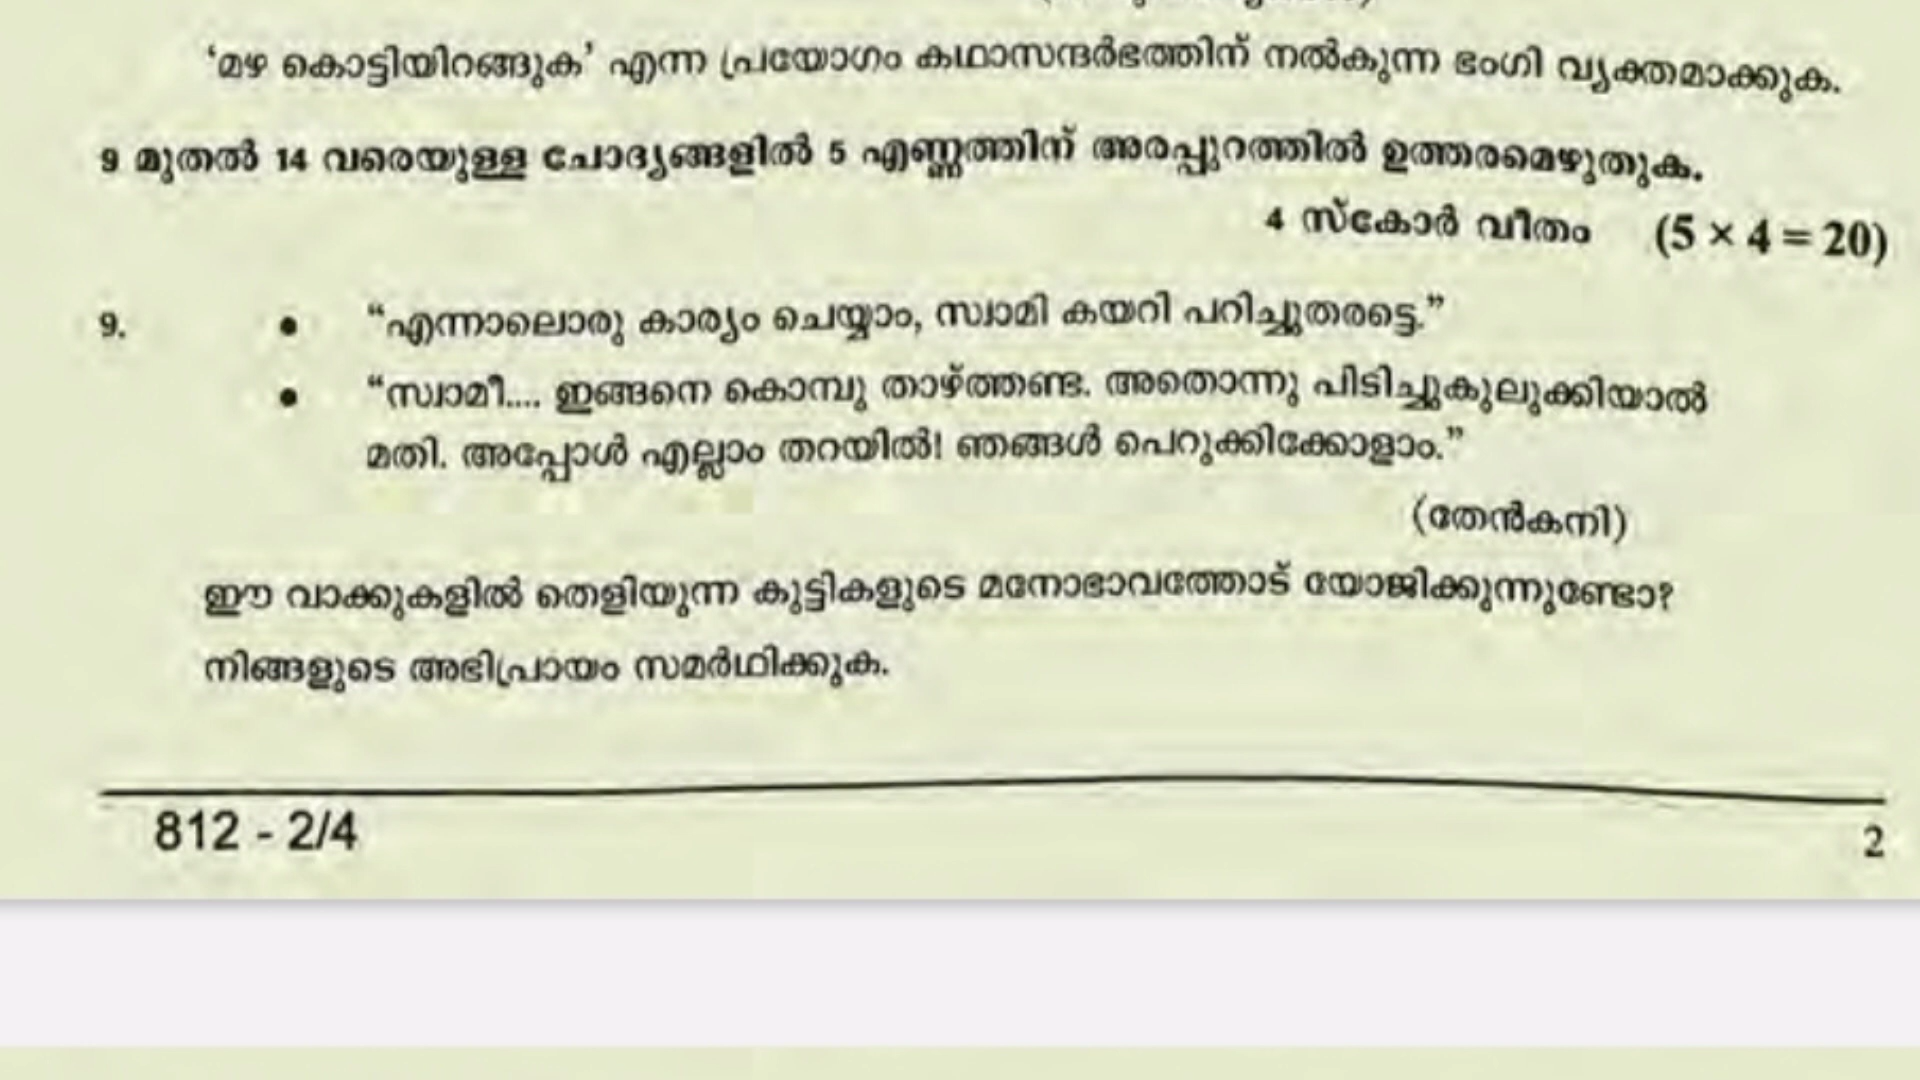 ‘മഴ കൊട്ടിയിറങ്ങുക’ എന്ന പ്രയോഗം കഥാസന്ദർഭത്തിന് നൽകുന്ന ഭംഗി വ്യക്തമാക്കുക.
9 മുതൽ 14 വരെയുള്ള ചോദ്യങ്ങളിൽ 5 എണ്ണത്തിന് അരപ്പുറത്തിൽ ഉത്തരമെഴുതുക.
4 സ്കോർ വീതം (5 × 4 = 20)
9. • “എന്നാലൊരു കാര്യം ചെയ്യാം, സ്വാമി കയറി പറിച്ചുതരട്ടെ.”
• “സ്വാമീ.... ഇങ്ങനെ കൊമ്പു താഴ്ത്തണ്ട. അതൊന്നു പിടിച്ചുകുലുക്കിയാൽ
മതി. അപ്പോൾ എല്ലാം തറയിൽ! ഞങ്ങൾ പെറുക്കിക്കോളാം.”
(തേൻകനി)
ഈ വാക്കുകളിൽ തെളിയുന്ന കുട്ടികളുടെ മനോഭാവത്തോട് യോജിക്കുന്നുണ്ടോ?
നിങ്ങളുടെ അഭിപ്രായം സമർഥിക്കുക.
812 - 2/4
2